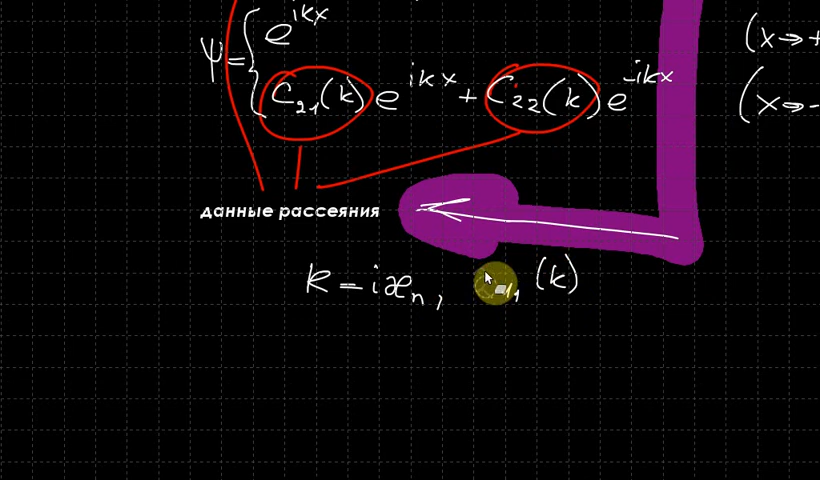 e^{ikx} (x→+
ψ={
C₂₁(k)e^{ikx} + C₂₂(k)e^{-ikx} (x→-
данные рассеяния
k = iæₙ, (k)